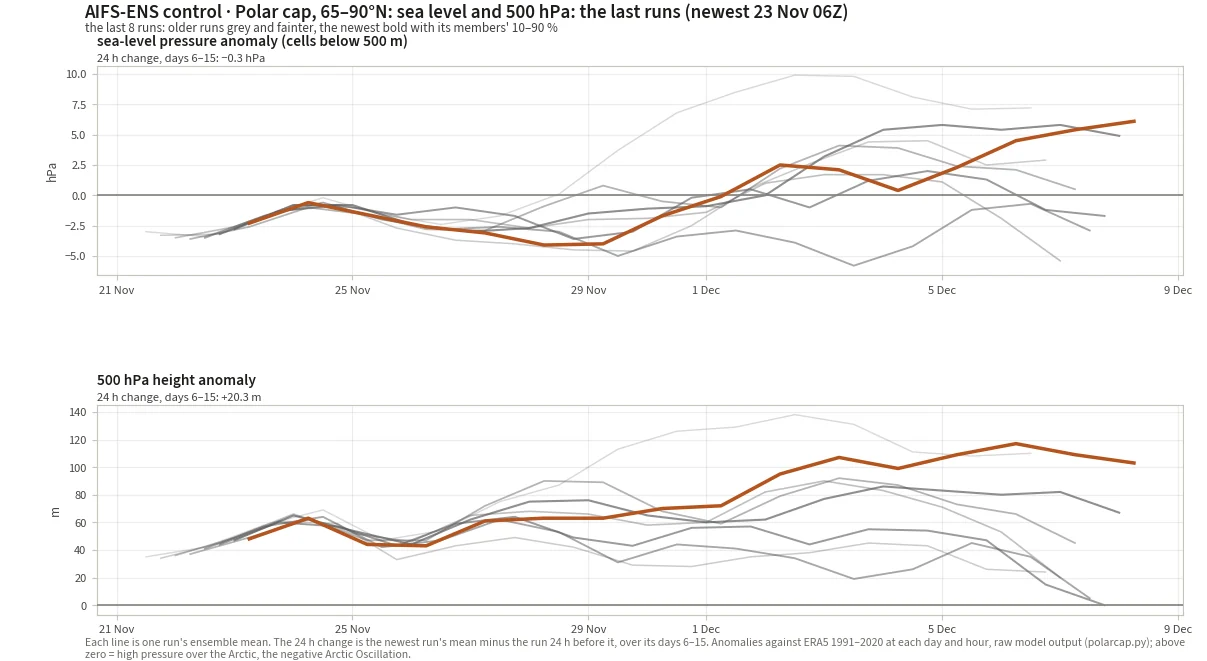 AIFS-ENS control · Polar cap, 65–90°N: sea level and 500 hPa: the last runs (newest 23 Nov 06Z)
the last 8 runs: older runs grey and fainter, the newest bold with its members' 10–90 %
sea-level pressure anomaly (cells below 500 m)
24 h change, days 6–15: −0.3 hPa
10.0
7.5
5.0
2.5
0.0
−2.5
−5.0
hPa
21 Nov 25 Nov 29 Nov 1 Dec 5 Dec 9 Dec
500 hPa height anomaly
24 h change, days 6–15: +20.3 m
140
120
100
80
60
40
20
0
m
21 Nov 25 Nov 29 Nov 1 Dec 5 Dec 9 Dec
Each line is one run's ensemble mean. The 24 h change is the newest run's mean minus the run 24 h before it, over its days 6–15. Anomalies against ERA5 1991–2020 at each day and hour, raw model output (polarcap.py); above
zero = high pressure over the Arctic, the negative Arctic Oscillation.